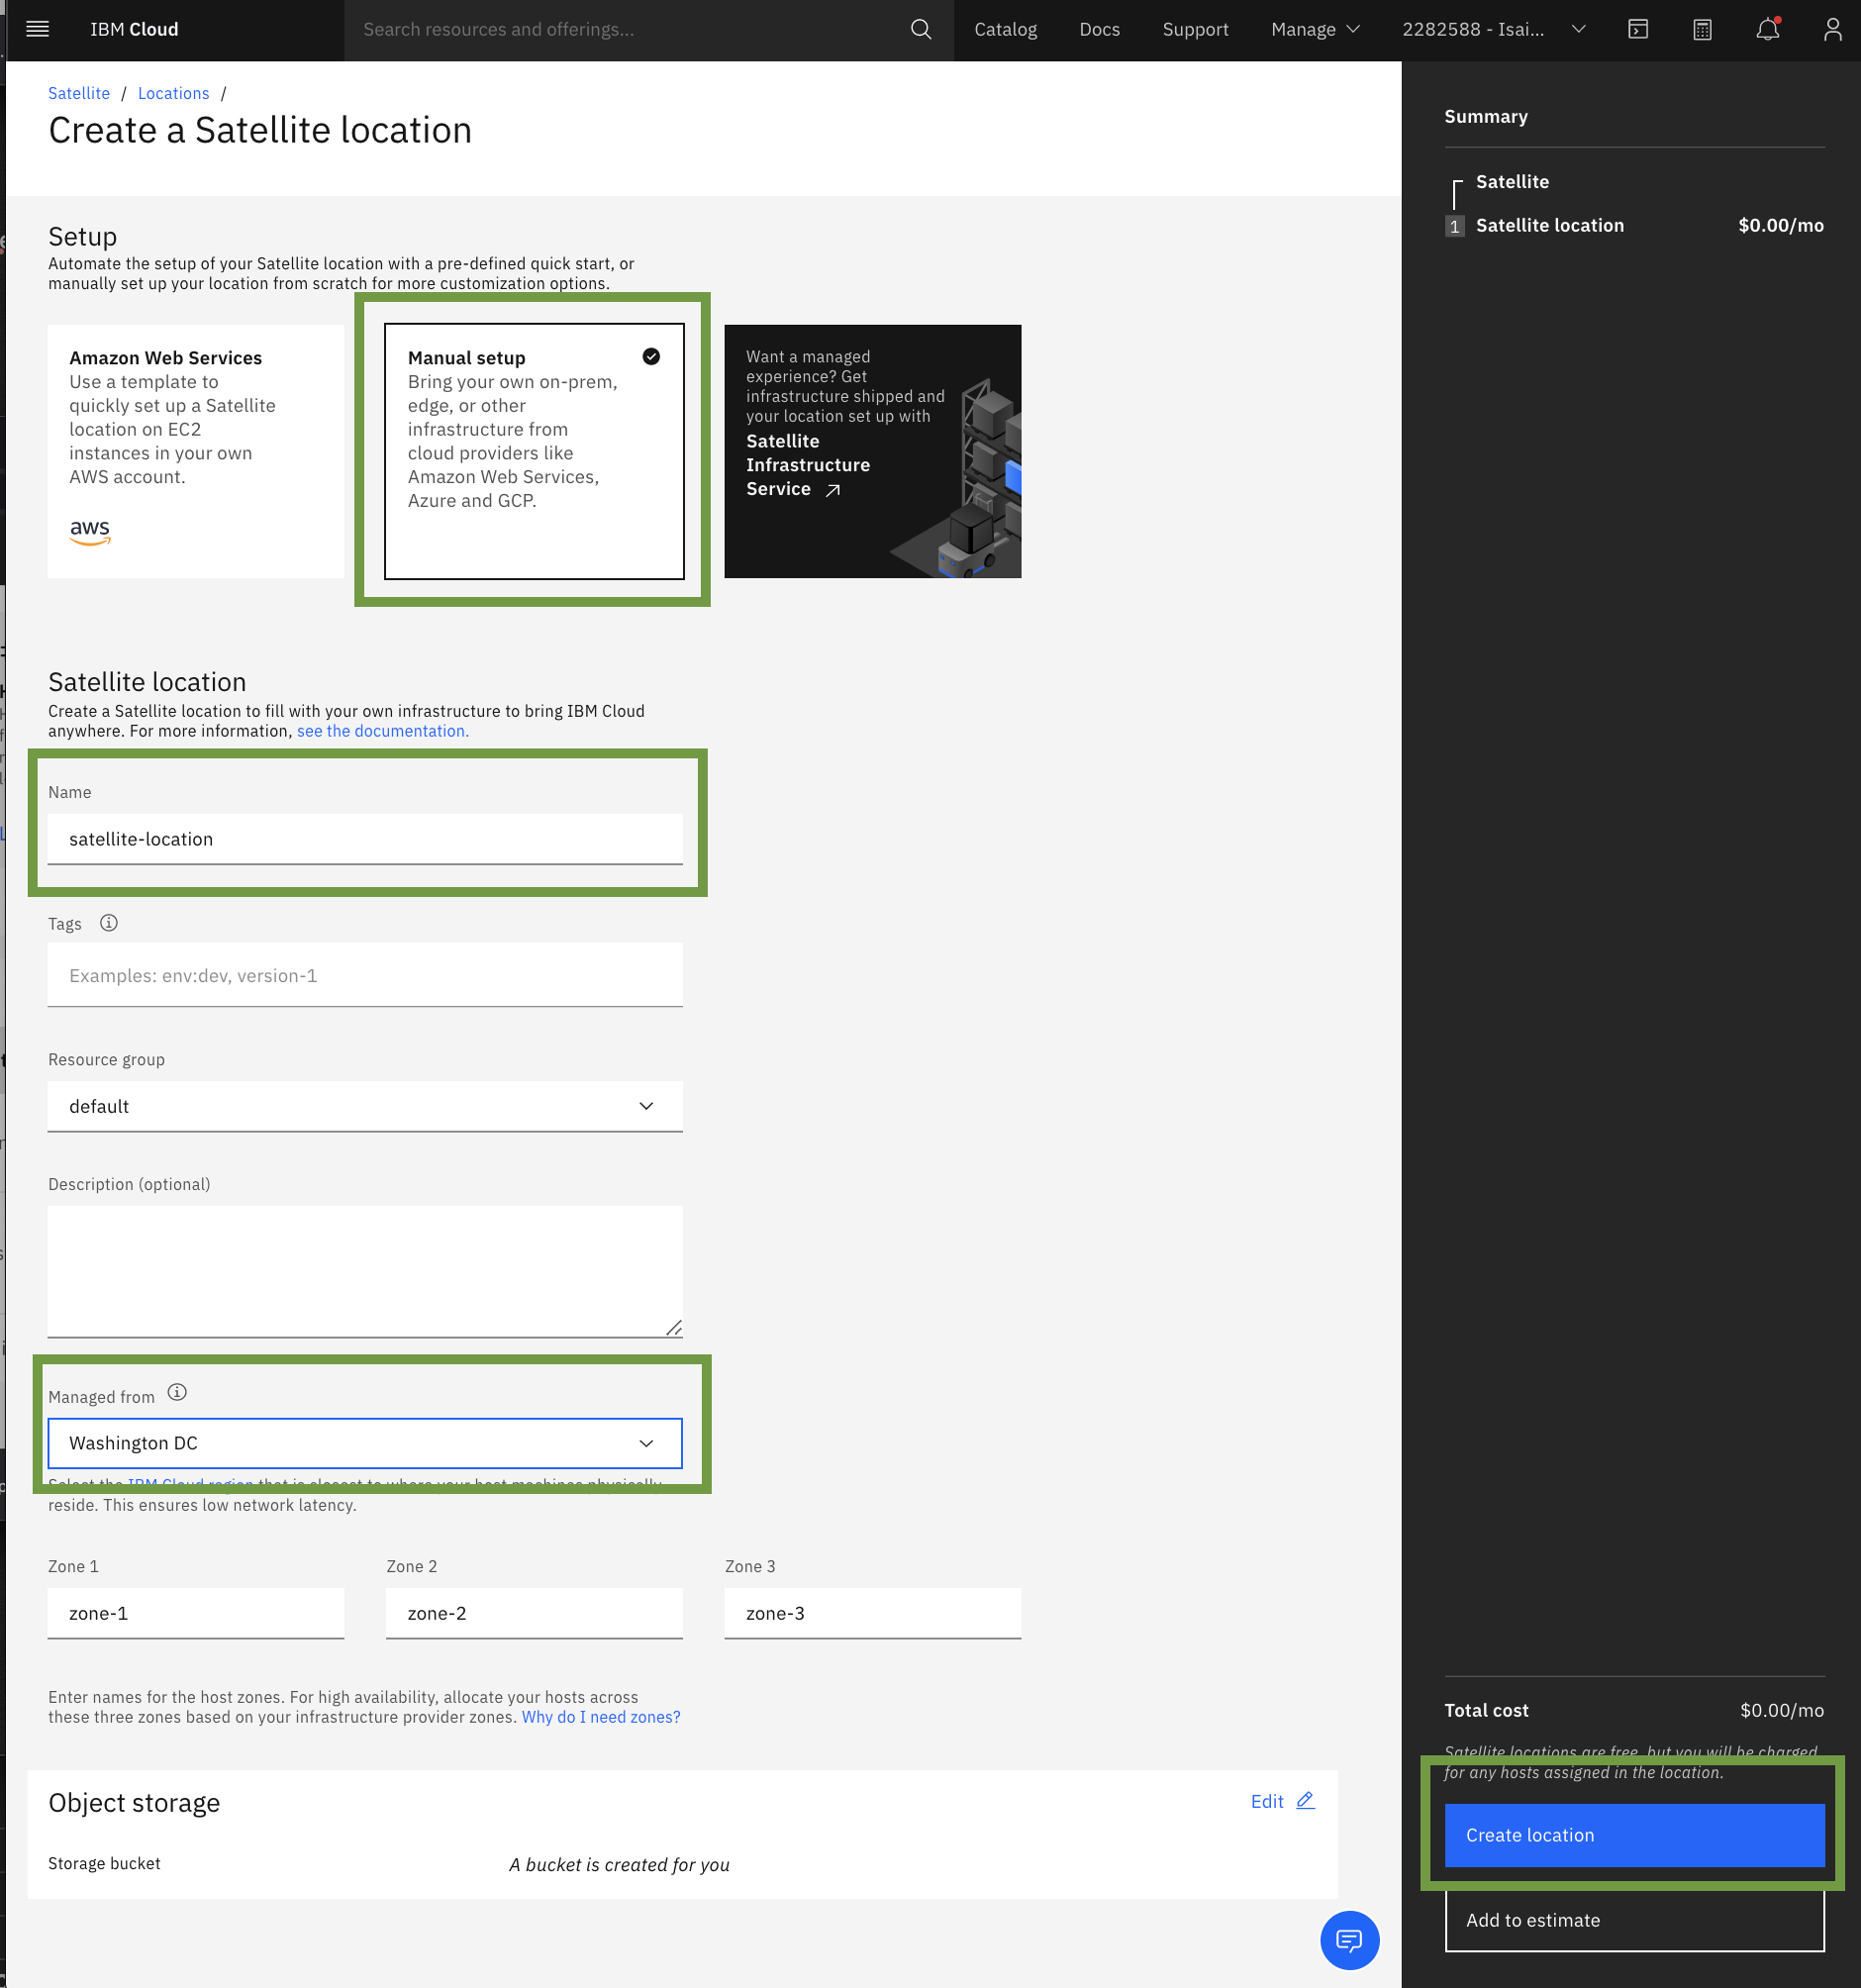 IBM Cloud
Search resources and offerings...
Catalog
Docs
Support
Manage
2282588 - Isai...
Satellite / Locations /
Create a Satellite location
Setup
Automate the setup of your Satellite location with a pre-defined quick start, or
manually set up your location from scratch for more customization options.
Amazon Web Services
Use a template to
quickly set up a Satellite
location on EC2
instances in your own
AWS account.
aws
Manual setup
Bring your own on-prem,
edge, or other
infrastructure from
cloud providers like
Amazon Web Services,
Azure and GCP.
Want a managed
experience? Get
infrastructure shipped and
your location set up with
Satellite
Infrastructure
Service
Satellite location
Create a Satellite location to fill with your own infrastructure to bring IBM Cloud
anywhere. For more information, see the documentation.
Name
satellite-location
Tags
Examples: env:dev, version-1
Resource group
default
Description (optional)
Managed from
Washington DC
Select the IBM Cloud region that is closest to where your host machines physically
reside. This ensures low network latency.
Zone 1
zone-1
Zone 2
zone-2
Zone 3
zone-3
Enter names for the host zones. For high availability, allocate your hosts across
these three zones based on your infrastructure provider zones. Why do I need zones?
Object storage
Edit
Storage bucket
A bucket is created for you
Summary
Satellite
1 Satellite location $0.00/mo
Total cost $0.00/mo
Satellite locations are free, but you will be charged
for any hosts assigned in the location.
Create location
Add to estimate